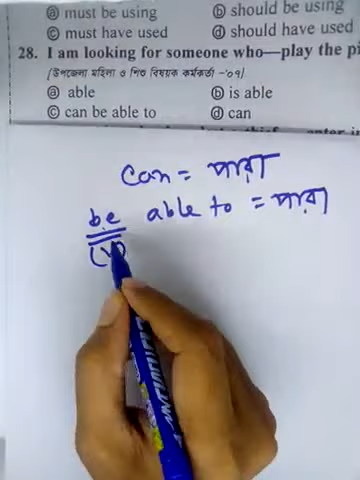 ⓐ must be using ⓑ should be using
ⓒ must have used ⓓ should have used
28. I am looking for someone who—play the pi
[উপজেলা মহিলা ও শিশু বিষয়ক কর্মকর্তা -'০৭]
ⓐ able ⓑ is able
ⓒ can be able to ⓓ can
Can = পারা
be able to = পারা
(V)